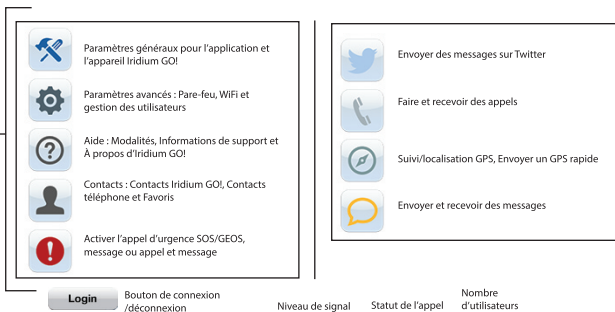 Paramètres généraux pour l'application et
l'appareil Iridium GO!
Paramètres avancés : Pare-feu, WiFi et
gestion des utilisateurs
Aide : Modalités, Informations de support et
À propos d'Iridium GO!
Contacts : Contacts Iridium GO!, Contacts
téléphone et Favoris
Activer l'appel d'urgence SOS/GEOS,
message ou appel et message
Envoyer des messages sur Twitter
Faire et recevoir des appels
Suivi/localisation GPS, Envoyer un GPS rapide
Envoyer et recevoir des messages
Login
Bouton de connexion
/déconnexion
Niveau de signal
Statut de l'appel
Nombre
d'utilisateurs